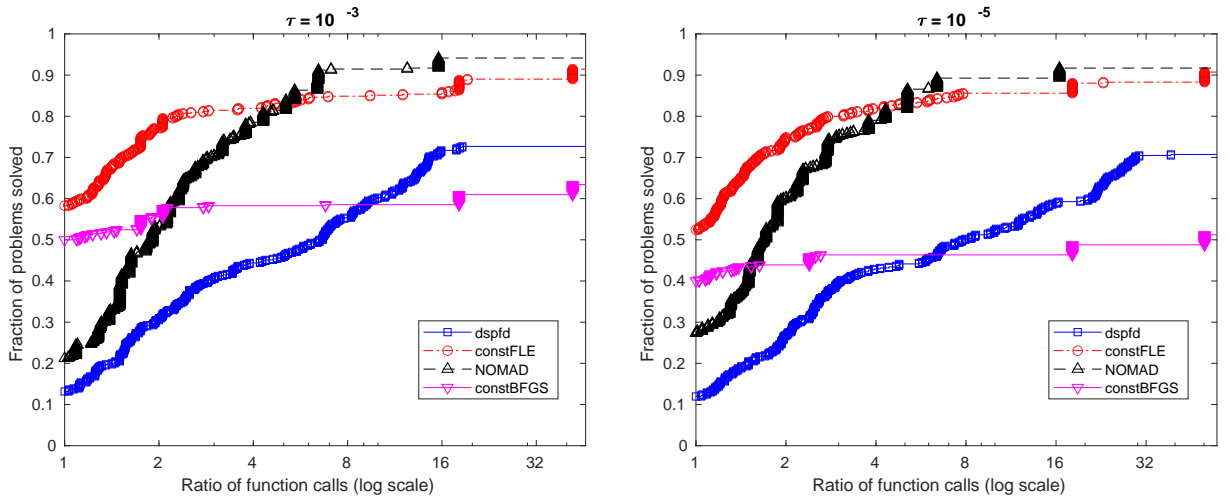 τ = 10 -3
1
0.9
0.8
0.7
0.6
0.5
0.4
0.3
0.2
0.1
0
Fraction of problems solved
1 2 4 8 16 32
Ratio of function calls (log scale)
dspfd
constFLE
NOMAD
constBFGS
τ = 10 -5
1
0.9
0.8
0.7
0.6
0.5
0.4
0.3
0.2
0.1
0
Fraction of problems solved
1 2 4 8 16 32
Ratio of function calls (log scale)
dspfd
constFLE
NOMAD
constBFGS